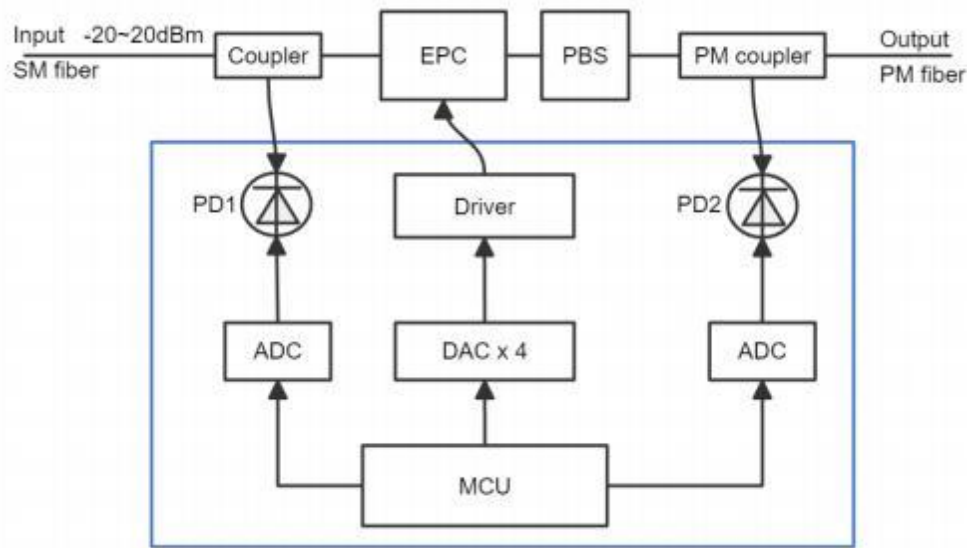 Input -20~20dBm
SM fiber
Coupler
EPC
PBS
PM coupler
Output
PM fiber
PD1
Driver
PD2
ADC
DAC x 4
ADC
MCU